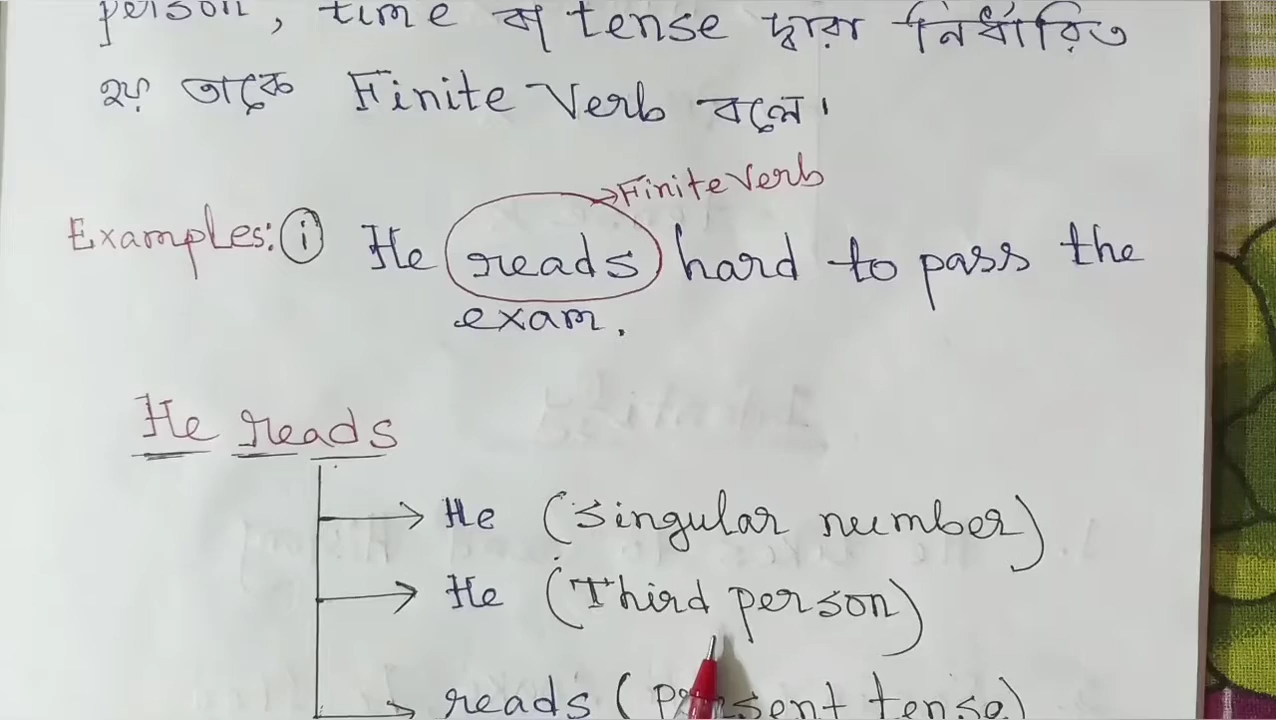 person, time বা tense দ্বারা নির্ধারিত
হয় তাকে Finite Verb বলে।
→Finite Verb
Examples: (i) He reads hard to pass the
exam.
He reads
→ He (Singular number)
→ He (Third person)
→ reads (present tense)